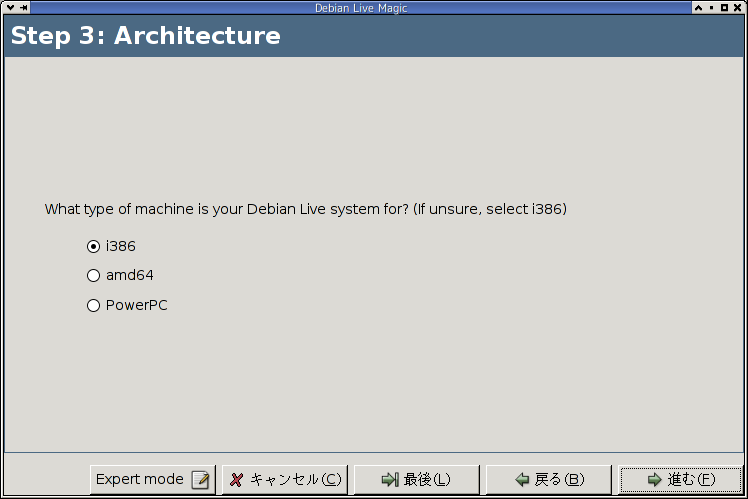 Debian Live Magic
Step 3: Architecture
What type of machine is your Debian Live system for? (If unsure, select i386)
i386
amd64
PowerPC
Expert mode キャンセル(C) 最後(L) 戻る(B) 進む(F)